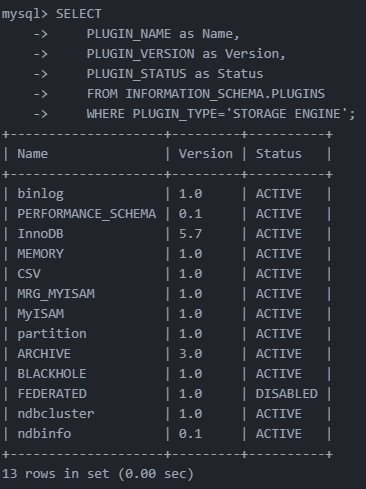 mysql> SELECT
    ->     PLUGIN_NAME as Name,
    ->     PLUGIN_VERSION as Version,
    ->     PLUGIN_STATUS as Status
    ->     FROM INFORMATION_SCHEMA.PLUGINS
    ->     WHERE PLUGIN_TYPE='STORAGE ENGINE';
+--------------------+---------+----------+
| Name               | Version | Status   |
+--------------------+---------+----------+
| binlog             | 1.0     | ACTIVE   |
| PERFORMANCE_SCHEMA | 0.1     | ACTIVE   |
| InnoDB             | 5.7     | ACTIVE   |
| MEMORY             | 1.0     | ACTIVE   |
| CSV                | 1.0     | ACTIVE   |
| MRG_MYISAM         | 1.0     | ACTIVE   |
| MyISAM             | 1.0     | ACTIVE   |
| partition          | 1.0     | ACTIVE   |
| ARCHIVE            | 3.0     | ACTIVE   |
| BLACKHOLE          | 1.0     | ACTIVE   |
| FEDERATED          | 1.0     | DISABLED |
| ndbcluster         | 1.0     | ACTIVE   |
| ndbinfo            | 0.1     | ACTIVE   |
+--------------------+---------+----------+
13 rows in set (0.00 sec)